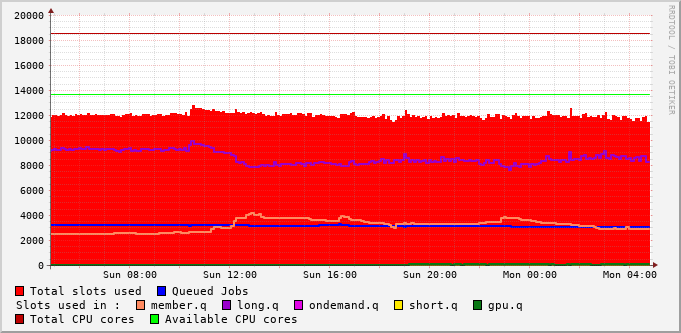 RRDTOOL / TOBI OETIKER
20000
18000
16000
14000
12000
10000
8000
6000
4000
2000
0
Sun 08:00 Sun 12:00 Sun 16:00 Sun 20:00 Mon 00:00 Mon 04:00
Total slots used Queued Jobs
Slots used in : member.q long.q ondemand.q short.q gpu.q
Total CPU cores Available CPU cores